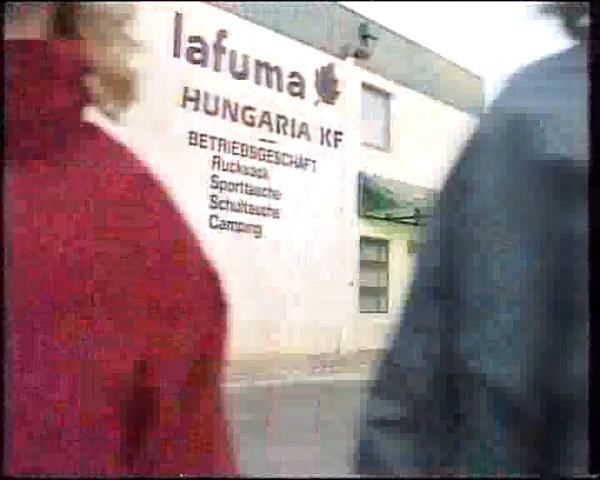 lafuma
HUNGARIA KF
BETRIEBSGESCHÄFT
Rucksack
Sporttasche
Schultasche
Camping